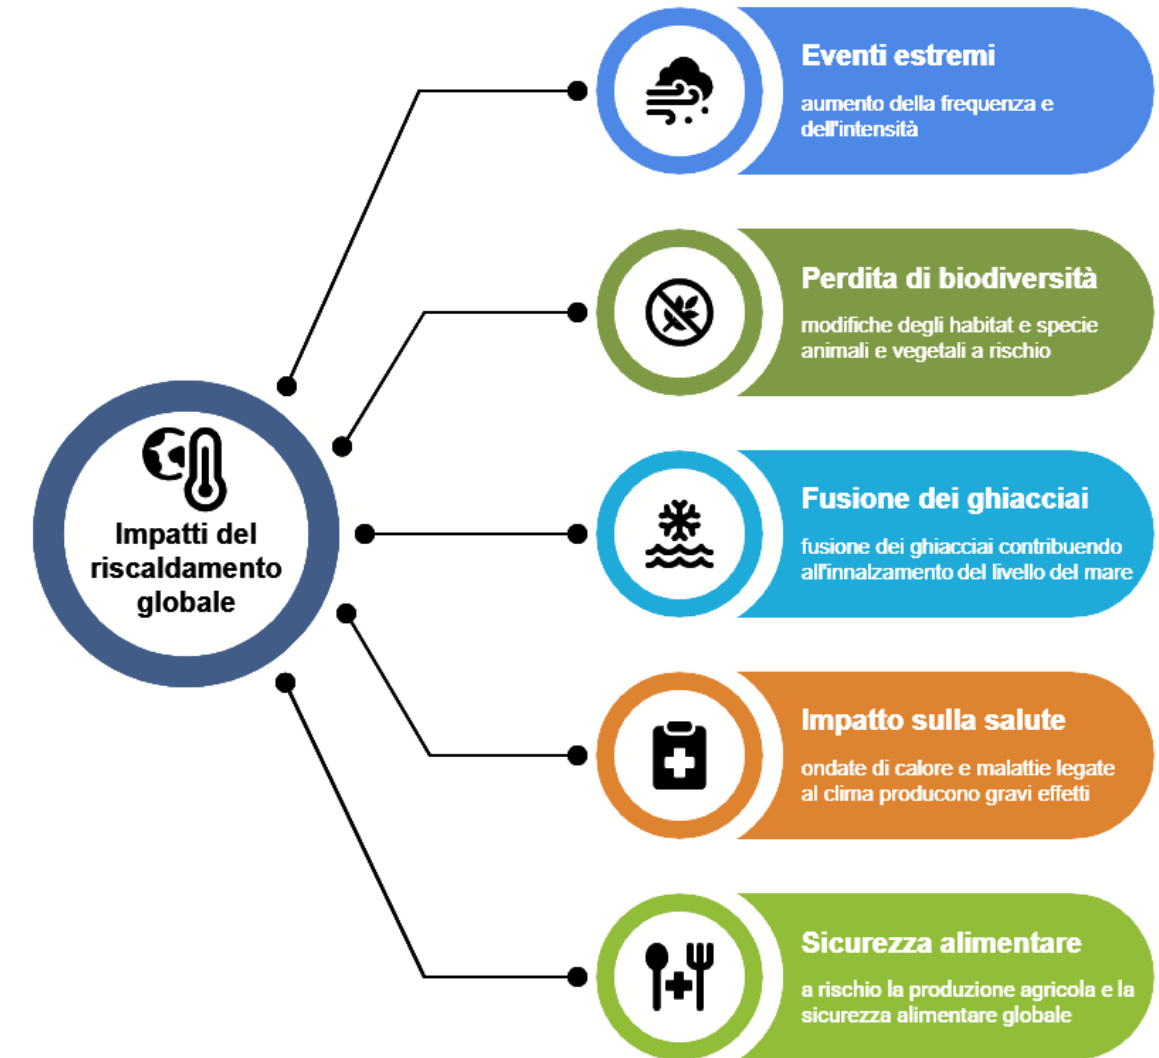 Impatti del
riscaldamento
globale
Eventi estremi
aumento della frequenza e
dell'intensità
Perdita di biodiversità
modifiche degli habitat e specie
animali e vegetali a rischio
Fusione dei ghiacciai
fusione dei ghiacciai contribuendo
all'innalzamento del livello del mare
Impatto sulla salute
ondate di calore e malattie legate
al clima producono gravi effetti
Sicurezza alimentare
a rischio la produzione agricola e la
sicurezza alimentare globale